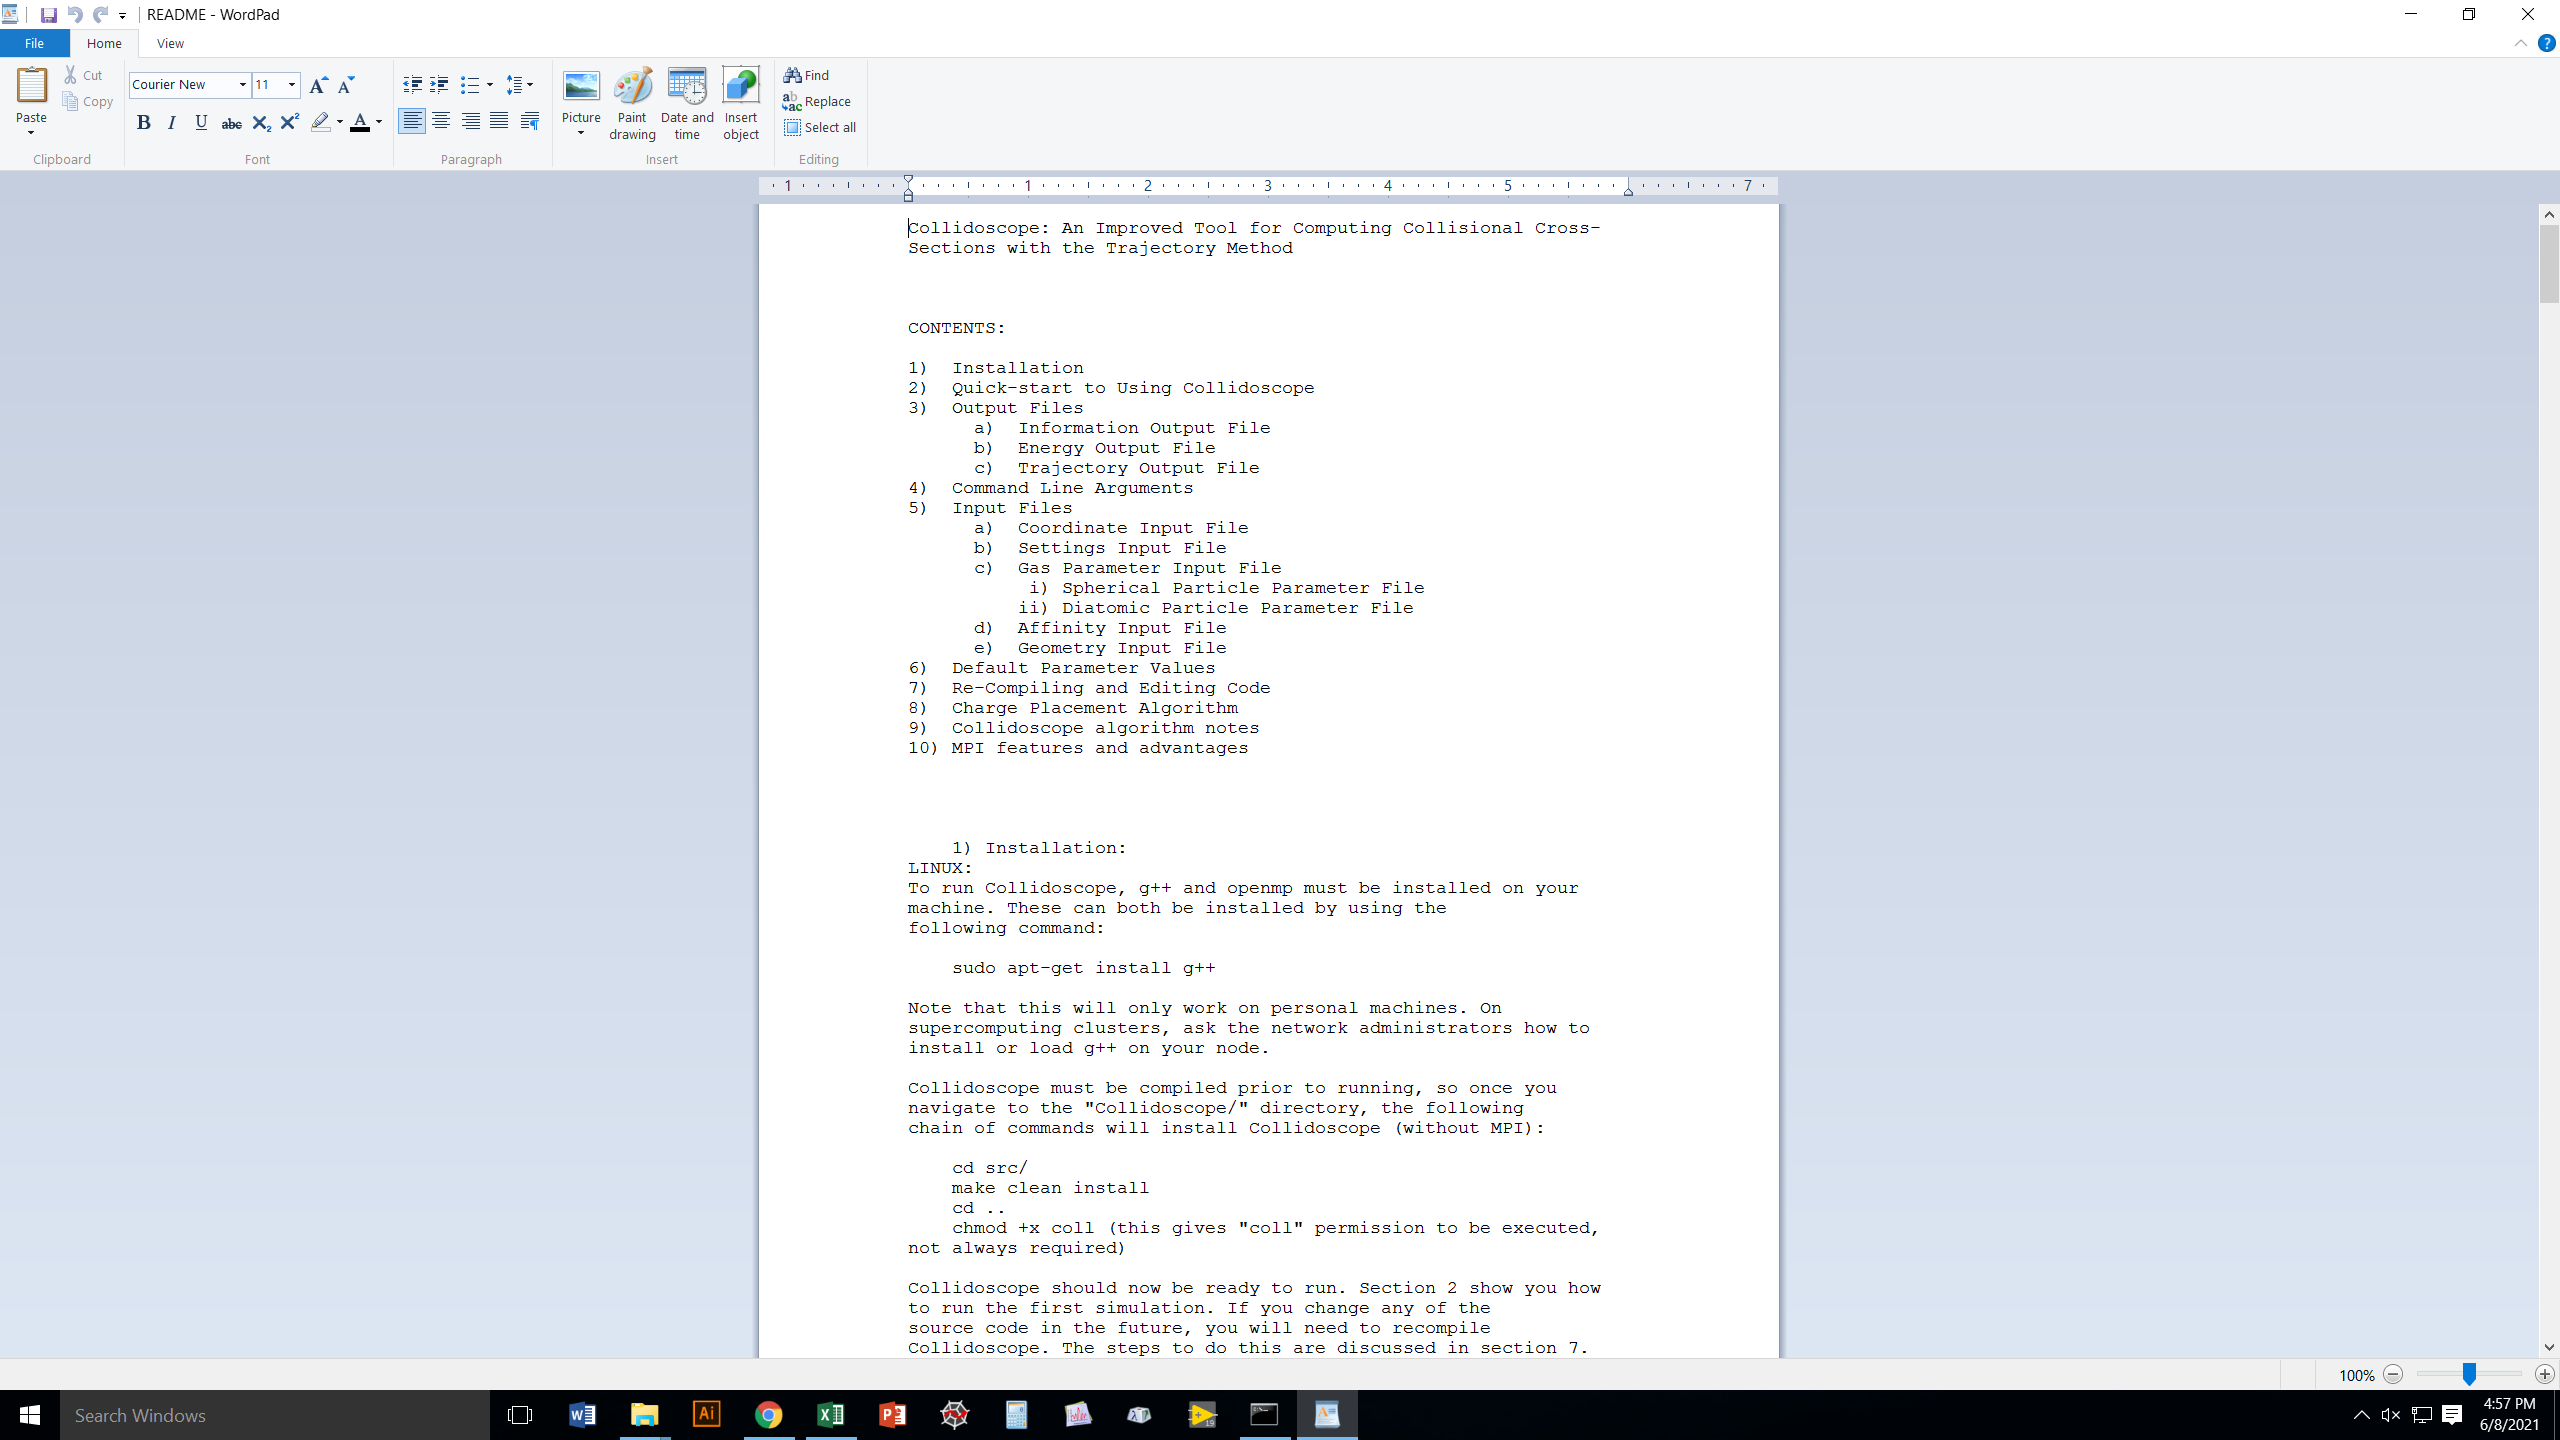 README - WordPad
File Home View
Paste
Cut
Copy
Clipboard
Courier New 11
B I U abc X₂ X² A
Font
Paragraph
Picture
Paint drawing
Date and time
Insert object
Insert
Find
Replace
Select all
Editing
1 1 2 3 4 5 7
Collidoscope: An Improved Tool for Computing Collisional Cross-
Sections with the Trajectory Method
CONTENTS:
1) Installation
2) Quick-start to Using Collidoscope
3) Output Files
a) Information Output File
b) Energy Output File
c) Trajectory Output File
4) Command Line Arguments
5) Input Files
a) Coordinate Input File
b) Settings Input File
c) Gas Parameter Input File
i) Spherical Particle Parameter File
ii) Diatomic Particle Parameter File
d) Affinity Input File
e) Geometry Input File
6) Default Parameter Values
7) Re-Compiling and Editing Code
8) Charge Placement Algorithm
9) Collidoscope algorithm notes
10) MPI features and advantages
1) Installation:
LINUX:
To run Collidoscope, g++ and openmp must be installed on your
machine. These can both be installed by using the
following command:
sudo apt-get install g++
Note that this will only work on personal machines. On
supercomputing clusters, ask the network administrators how to
install or load g++ on your node.
Collidoscope must be compiled prior to running, so once you
navigate to the "Collidoscope/" directory, the following
chain of commands will install Collidoscope (without MPI):
cd src/
make clean install
cd ..
chmod +x coll (this gives "coll" permission to be executed,
not always required)
Collidoscope should now be ready to run. Section 2 show you how
to run the first simulation. If you change any of the
source code in the future, you will need to recompile
Collidoscope. The steps to do this are discussed in section 7.
100%
Search Windows
4:57 PM
6/8/2021